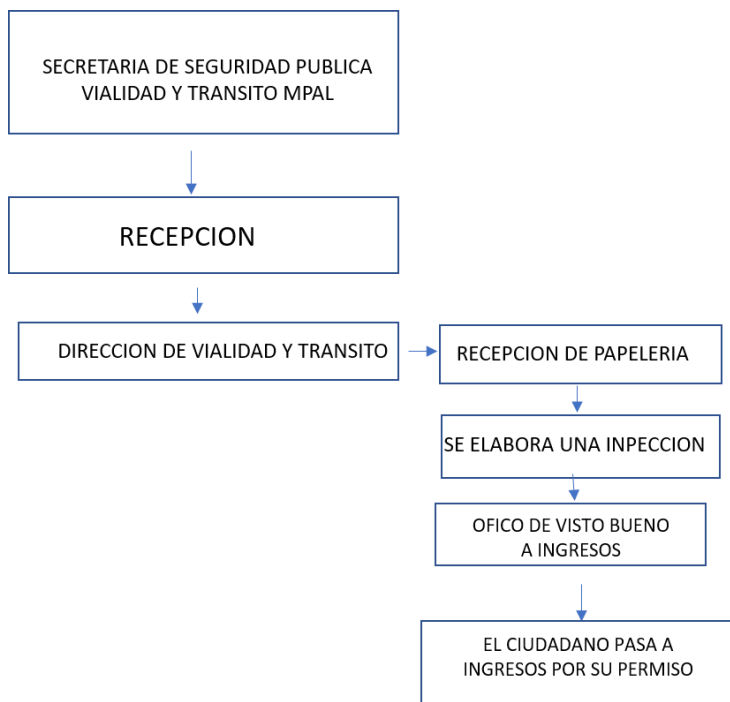 SECRETARIA DE SEGURIDAD PUBLICA
VIALIDAD Y TRANSITO MPAL
RECEPCION
DIRECCION DE VIALIDAD Y TRANSITO
RECEPCION DE PAPELERIA
SE ELABORA UNA INPECCION
OFICO DE VISTO BUENO
A INGRESOS
EL CIUDADANO PASA A
INGRESOS POR SU PERMISO